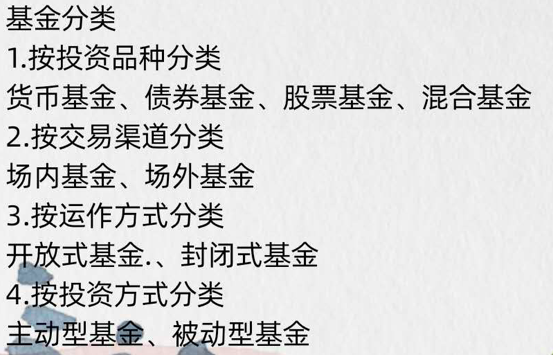 基金分类
1.按投资品种分类
货币基金、债券基金、股票基金、混合基金
2.按交易渠道分类
场内基金、场外基金
3.按运作方式分类
开放式基金.、封闭式基金
4.按投资方式分类
主动型基金、被动型基金